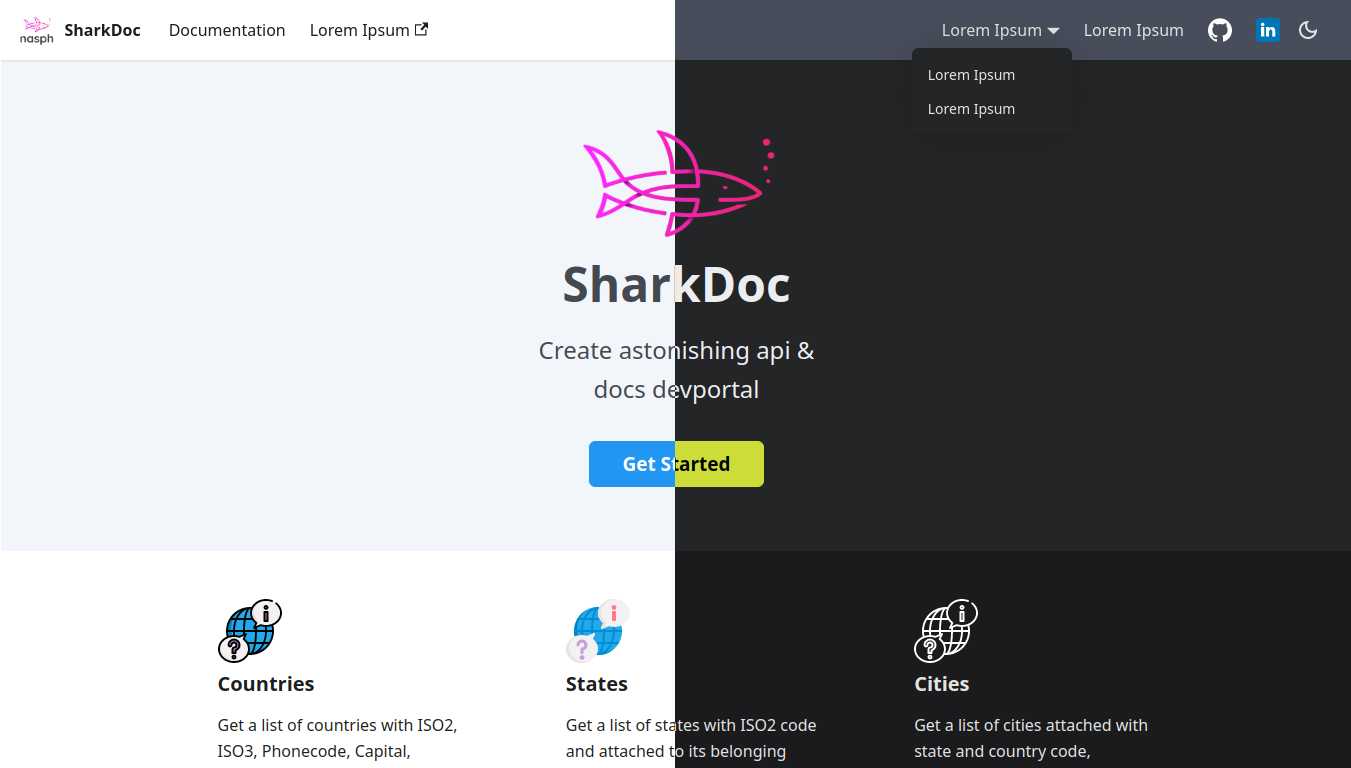 nasph SharkDoc Documentation Lorem Ipsum Lorem Ipsum Lorem Ipsum in
Lorem Ipsum
Lorem Ipsum
SharkDoc
Create astonishing api &
docs devportal
Get Started
i i i
? ? ?
Countries
Get a list of countries with ISO2,
ISO3, Phonecode, Capital,
States
Get a list of states with ISO2 code
and attached to its belonging
Cities
Get a list of cities attached with
state and country code,